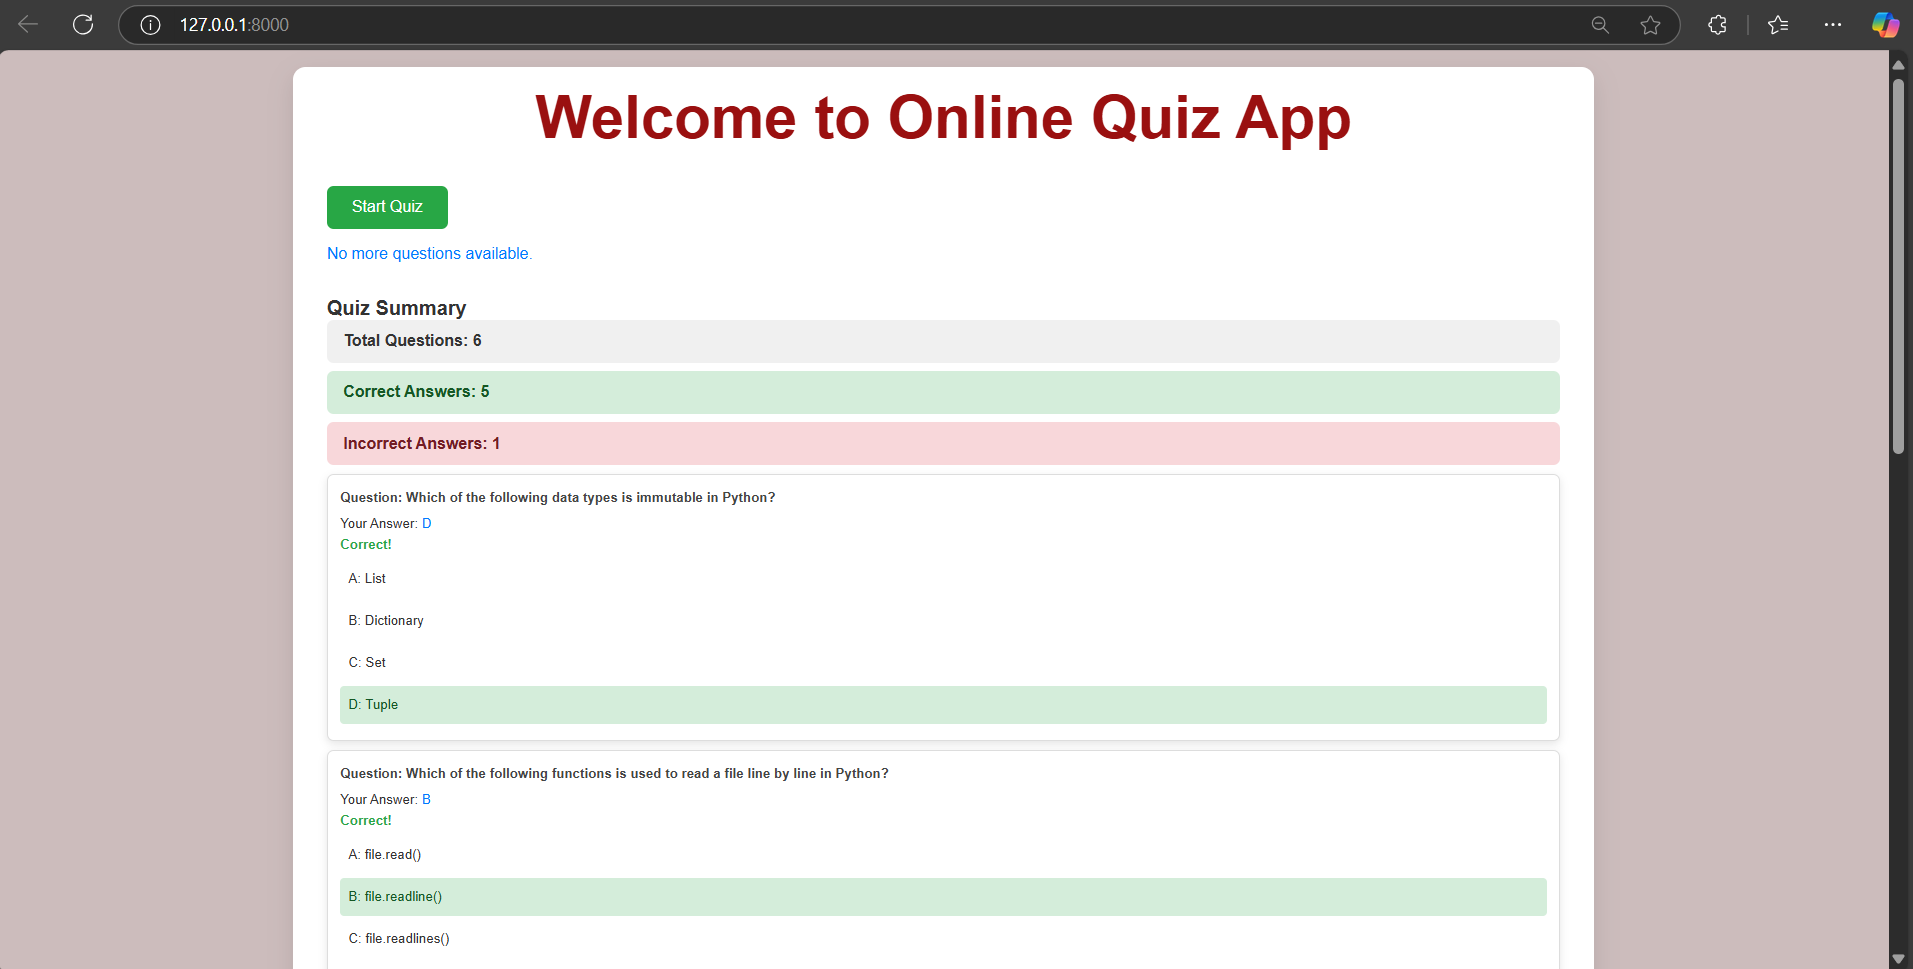 127.0.0.1:8000
Welcome to Online Quiz App
Start Quiz
No more questions available.
Quiz Summary
Total Questions: 6
Correct Answers: 5
Incorrect Answers: 1
Question: Which of the following data types is immutable in Python?
Your Answer: D
Correct!
A: List
B: Dictionary
C: Set
D: Tuple
Question: Which of the following functions is used to read a file line by line in Python?
Your Answer: B
Correct!
A: file.read()
B: file.readline()
C: file.readlines()